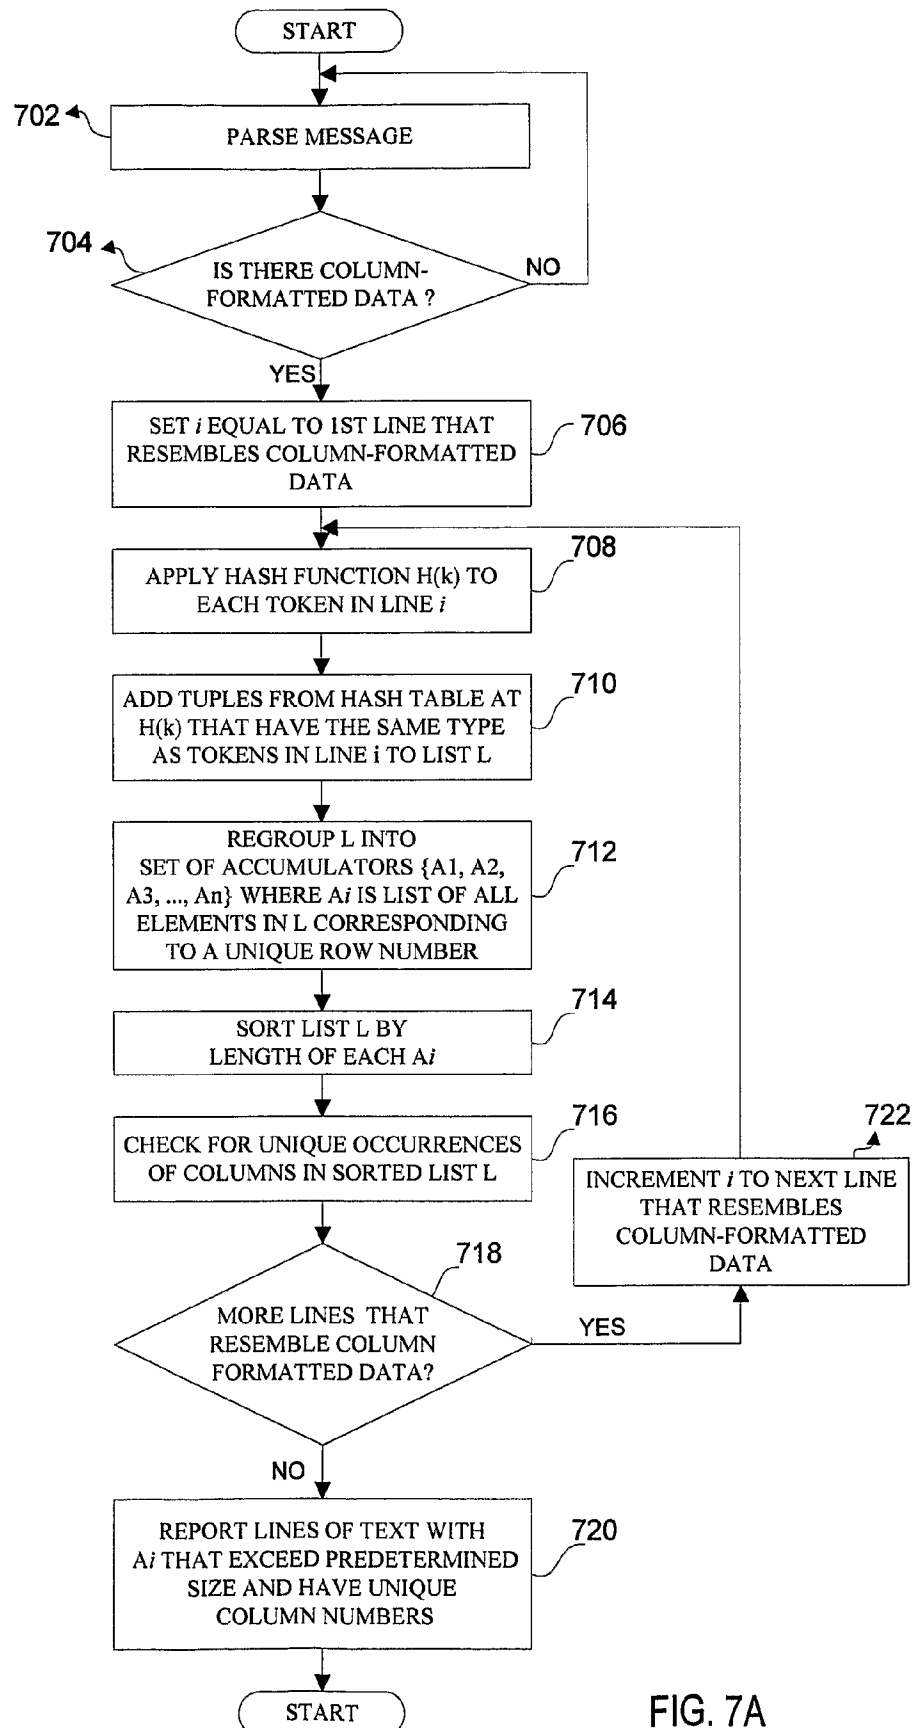 START
702
PARSE MESSAGE
704
IS THERE COLUMN-
FORMATTED DATA ?
NO
YES
SET i EQUAL TO 1ST LINE THAT
RESEMBLES COLUMN-FORMATTED
DATA
706
708
APPLY HASH FUNCTION H(k) TO
EACH TOKEN IN LINE i
710
ADD TUPLES FROM HASH TABLE AT
H(k) THAT HAVE THE SAME TYPE
AS TOKENS IN LINE i TO LIST L
712
REGROUP L INTO
SET OF ACCUMULATORS {A1, A2,
A3, ..., An} WHERE Ai IS LIST OF ALL
ELEMENTS IN L CORRESPONDING
TO A UNIQUE ROW NUMBER
714
SORT LIST L BY
LENGTH OF EACH Ai
716
CHECK FOR UNIQUE OCCURRENCES
OF COLUMNS IN SORTED LIST L
722
INCREMENT i TO NEXT LINE
THAT RESEMBLES
COLUMN-FORMATTED
DATA
718
MORE LINES THAT
RESEMBLE COLUMN
FORMATTED DATA?
YES
NO
720
REPORT LINES OF TEXT WITH
Ai THAT EXCEED PREDETERMINED
SIZE AND HAVE UNIQUE
COLUMN NUMBERS
START
FIG. 7A